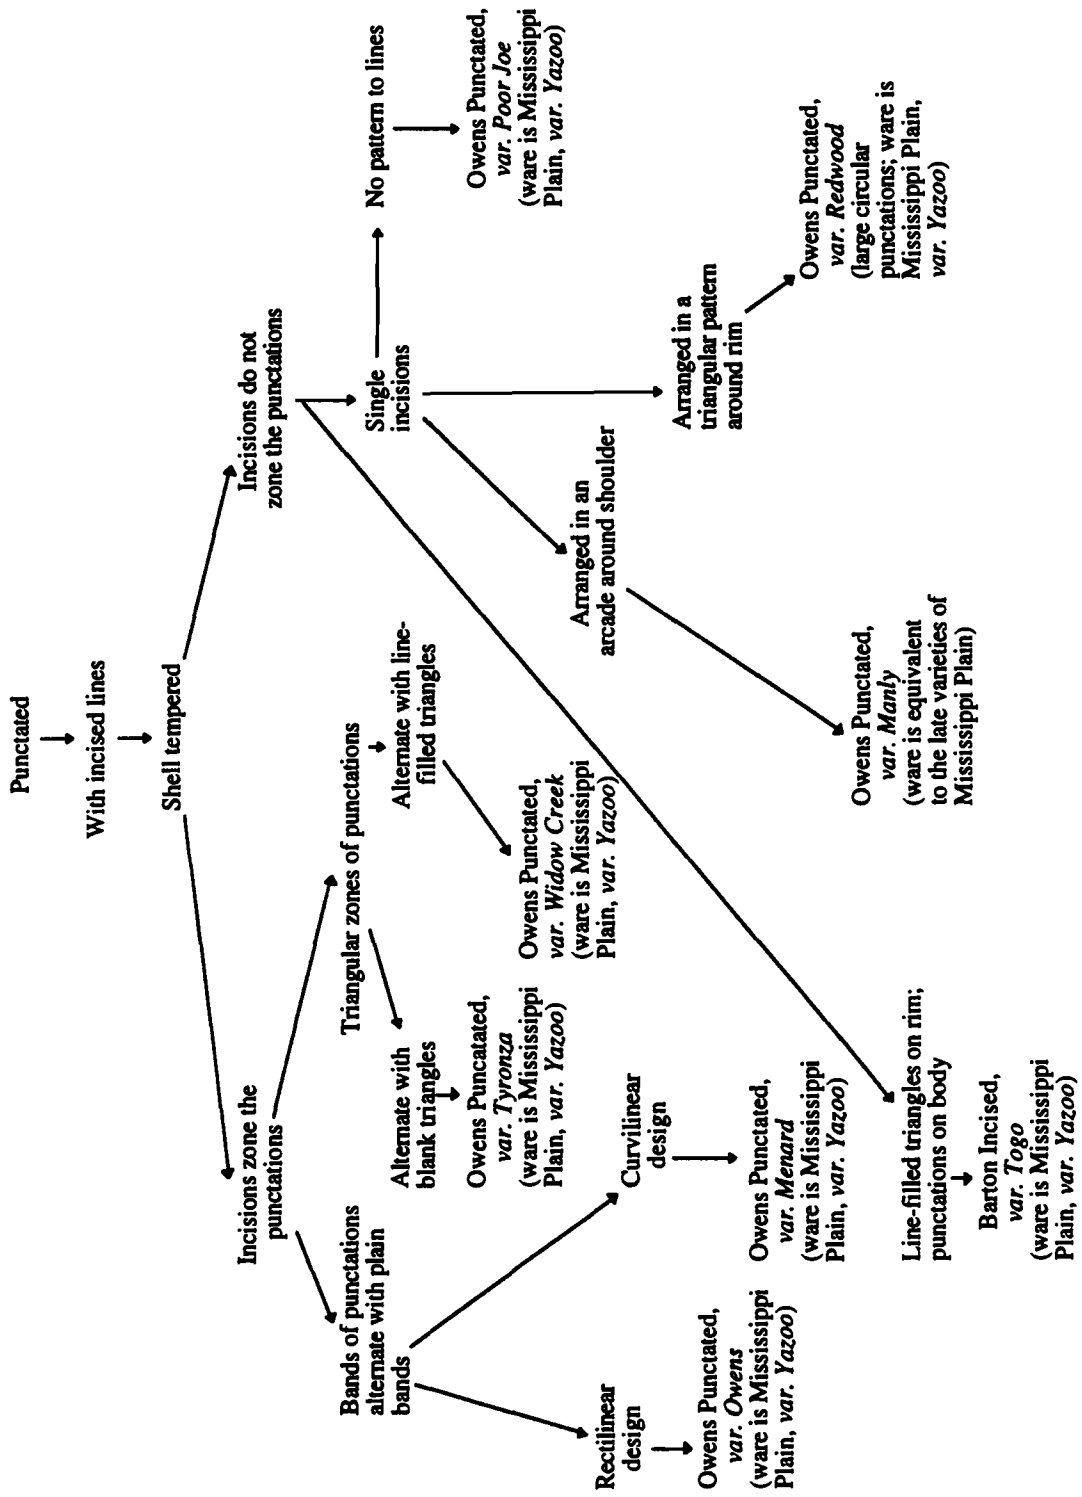 Punctated
With incised lines
Shell tempered
Incisions zone the
punctations
Incisions do not
zone the punctations
Bands of punctations
alternate with plain
bands
Triangular zones of punctations
Single
incisions
No pattern to lines
Alternate with
blank triangles
Alternate with line-
filled triangles
Owens Puncatated,
var. Tyronza
(ware is Mississippi
Plain, var. Yazoo)
Owens Punctated,
var. Widow Creek
(ware is Mississippi
Plain, var. Yazoo)
Owens Punctated,
var. Poor Joe
(ware is Mississippi
Plain, var. Yazoo)
Rectilinear
design
Curvilinear
design
Arranged in an
arcade around shoulder
Arranged in a
triangular pattern
around rim
Owens Punctated,
var. Owens
(ware is Mississippi
Plain, var. Yazoo)
Owens Punctated,
var. Menard
(ware is Mississippi
Plain, var. Yazoo)
Owens Punctated,
var. Manly
(ware is equivalent
to the late varieties of
Mississippi Plain)
Owens Punctated,
var. Redwood
(large circular
punctations; ware is
Mississippi Plain,
var. Yazoo)
Line-filled triangles on rim;
punctations on body
Barton Incised,
var. Togo
(ware is Mississippi
Plain, var. Yazoo)